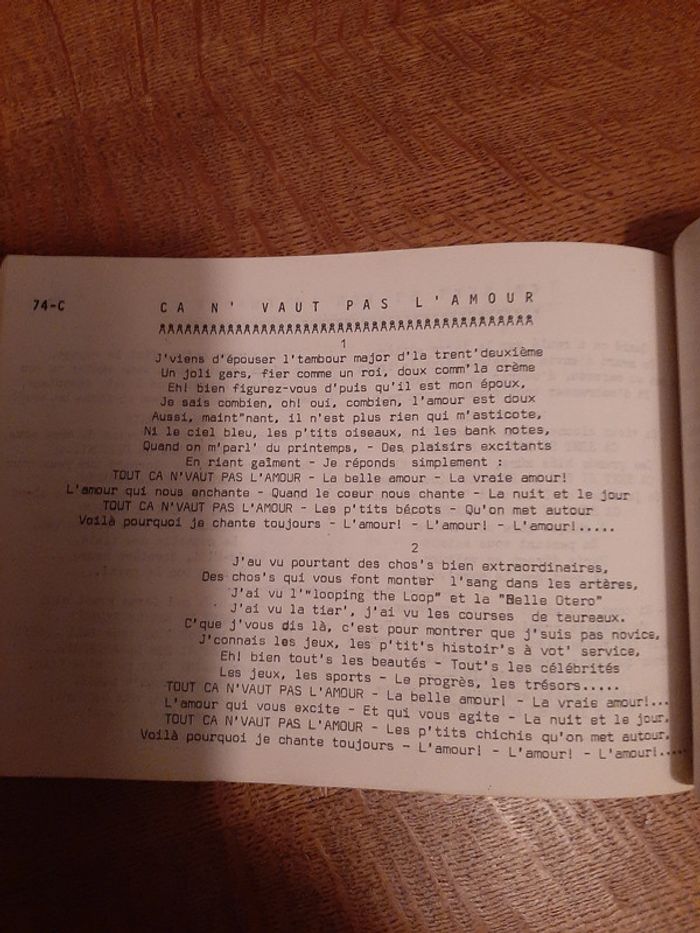 74-C
CA N' VAUT PAS L'AMOUR
1
J'viens d'épouser l'tambour major d'la trent'deuxième
Un joli gars, fier comme un roi, doux comm'la crème
Eh! bien figurez-vous d'puis qu'il est mon époux,
Je sais combien, oh! oui, combien, l'amour est doux
Aussi, maint"nant, il n'est plus rien qui m'asticote,
Ni le ciel bleu, les p'tits oiseaux, ni les bank notes,
Quand on m'parl' du printemps, - Des plaisirs excitants
En riant gaîment - Je réponds simplement :
TOUT CA N'VAUT PAS L'AMOUR - La belle amour - La vraie amour!
L'amour qui nous enchante - Quand le coeur nous chante - La nuit et le jour
TOUT CA N'VAUT PAS L'AMOUR - Les p'tits bécots - Qu'on met autour
Voilà pourquoi je chante toujours - L'amour! - L'amour! - L'amour!.....
2
J'au vu pourtant des chos's bien extraordinaires,
Des chos's qui vous font monter l'sang dans les artères,
J'ai vu l'"looping the Loop" et la "Belle Otero"
J'ai vu la tiar', j'ai vu les courses de taureaux.
C'que j'vous dis là, c'est pour montrer que j'suis pas novice,
J'connais les jeux, les p'tit's histoir's à vot' service,
Eh! bien tout's les beautés - Tout's les célébrités
Les jeux, les sports - Le progrès, les trésors.....
TOUT CA N'VAUT PAS L'AMOUR - La belle amour! - La vraie amour!...
L'amour qui vous excite - Et qui vous agite - La nuit et le jour.
TOUT CA N'VAUT PAS L'AMOUR - Les p'tits chichis qu'on met autour.
Voilà pourquoi je chante toujours - L'amour! - L'amour! - L'amour!.....